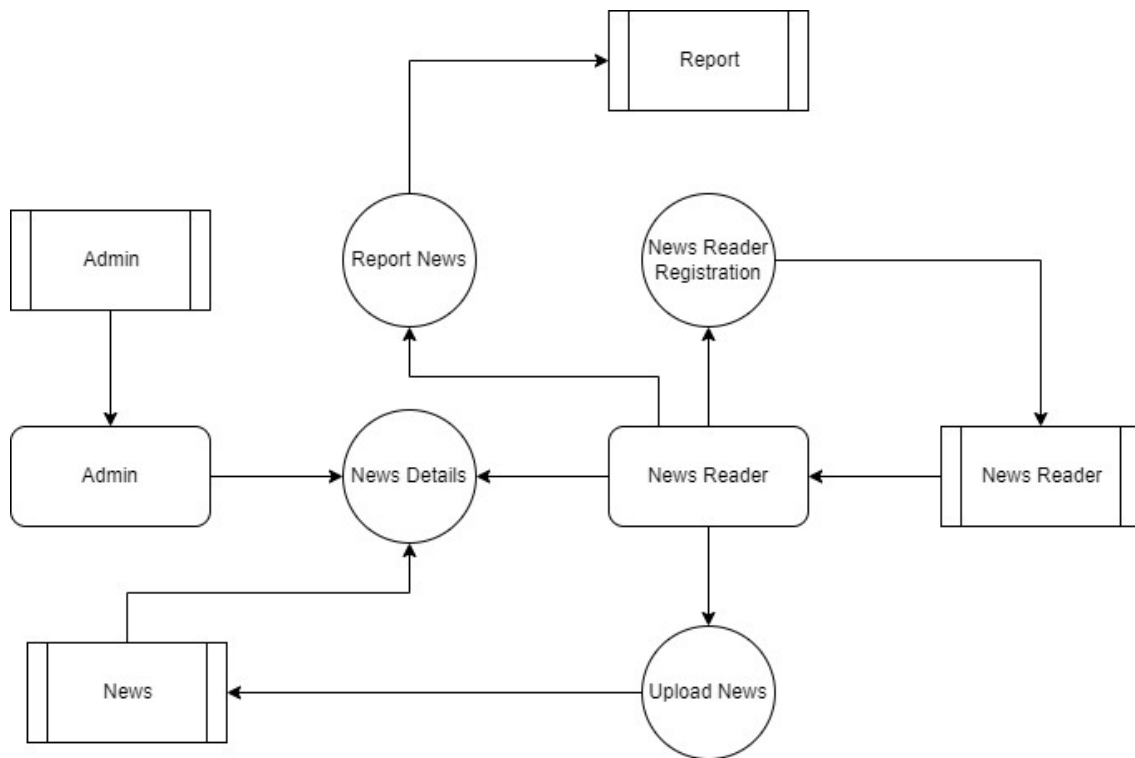 Report
Admin
Report News
News Reader
Registration
Admin
News Details
News Reader
News Reader
News
Upload News